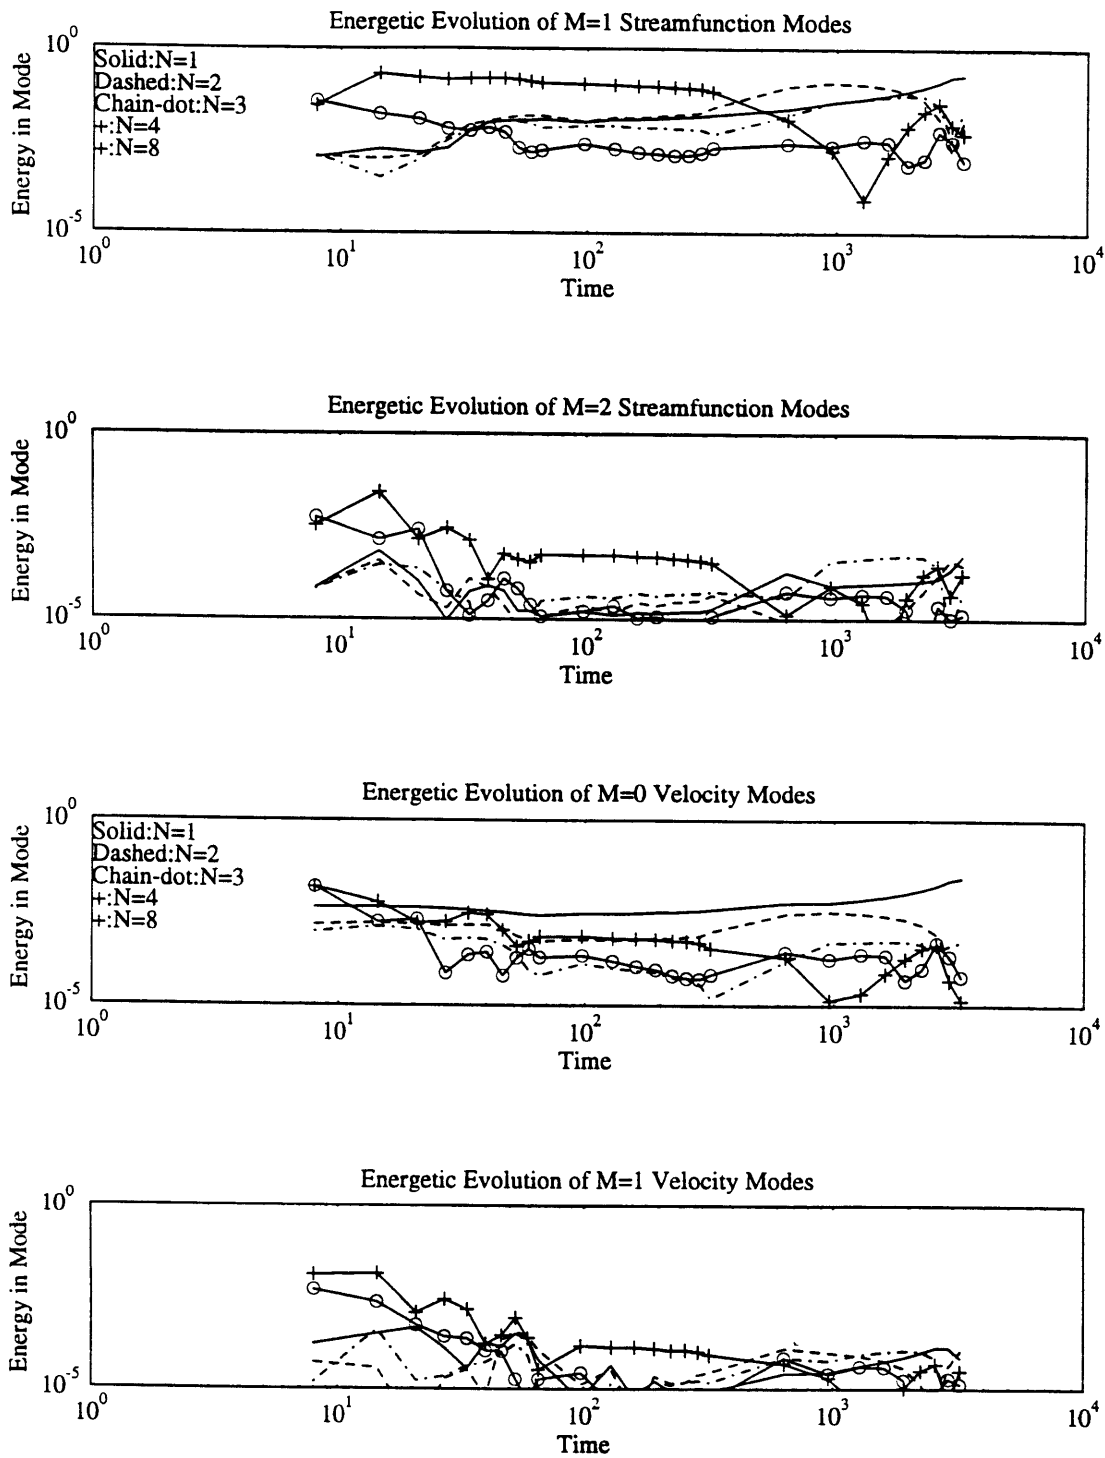 Energetic Evolution of M=1 Streamfunction Modes
10^0
Solid:N=1
Dashed:N=2
Chain-dot:N=3
+:N=4
+:N=8
Energy in Mode
10^-5
10^0 10^1 10^2 10^3 10^4
Time
Energetic Evolution of M=2 Streamfunction Modes
10^0
Energy in Mode
10^-5
10^0 10^1 10^2 10^3 10^4
Time
Energetic Evolution of M=0 Velocity Modes
10^0
Solid:N=1
Dashed:N=2
Chain-dot:N=3
+:N=4
+:N=8
Energy in Mode
10^-5
10^0 10^1 10^2 10^3 10^4
Time
Energetic Evolution of M=1 Velocity Modes
10^0
Energy in Mode
10^-5
10^0 10^1 10^2 10^3 10^4
Time